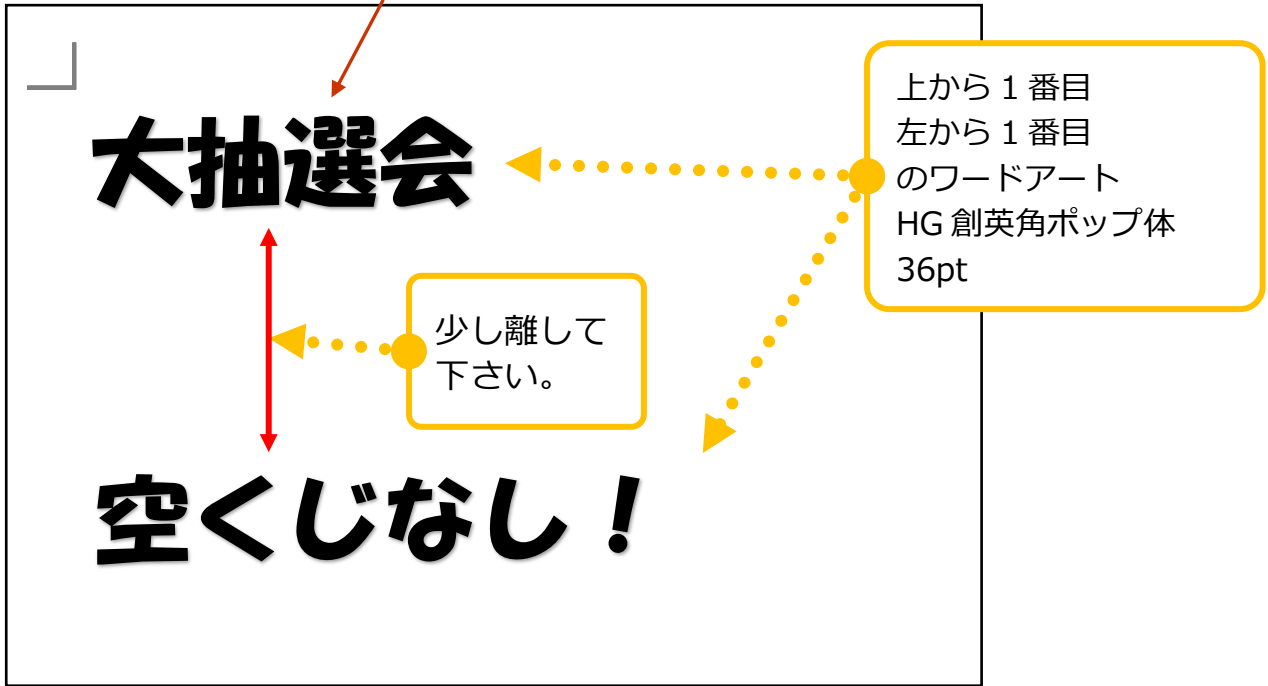 大抽選会
上から 1 番目
左から 1 番目
のワードアート
HG 創英角ポップ体
36pt
少し離して
下さい。
空くじなし！